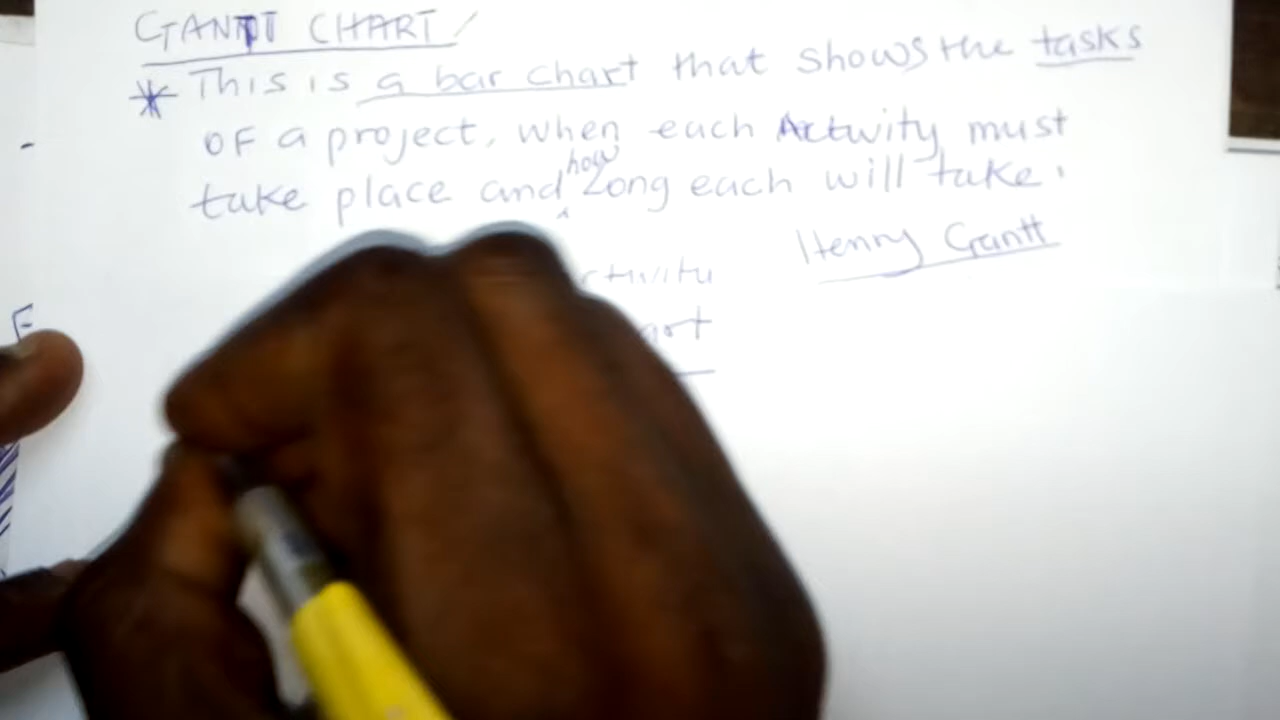 GANTT CHART
* This is a bar chart that shows the tasks
OF a project, when each Activity must
take place and how long each will take.
Henry Gantt
F